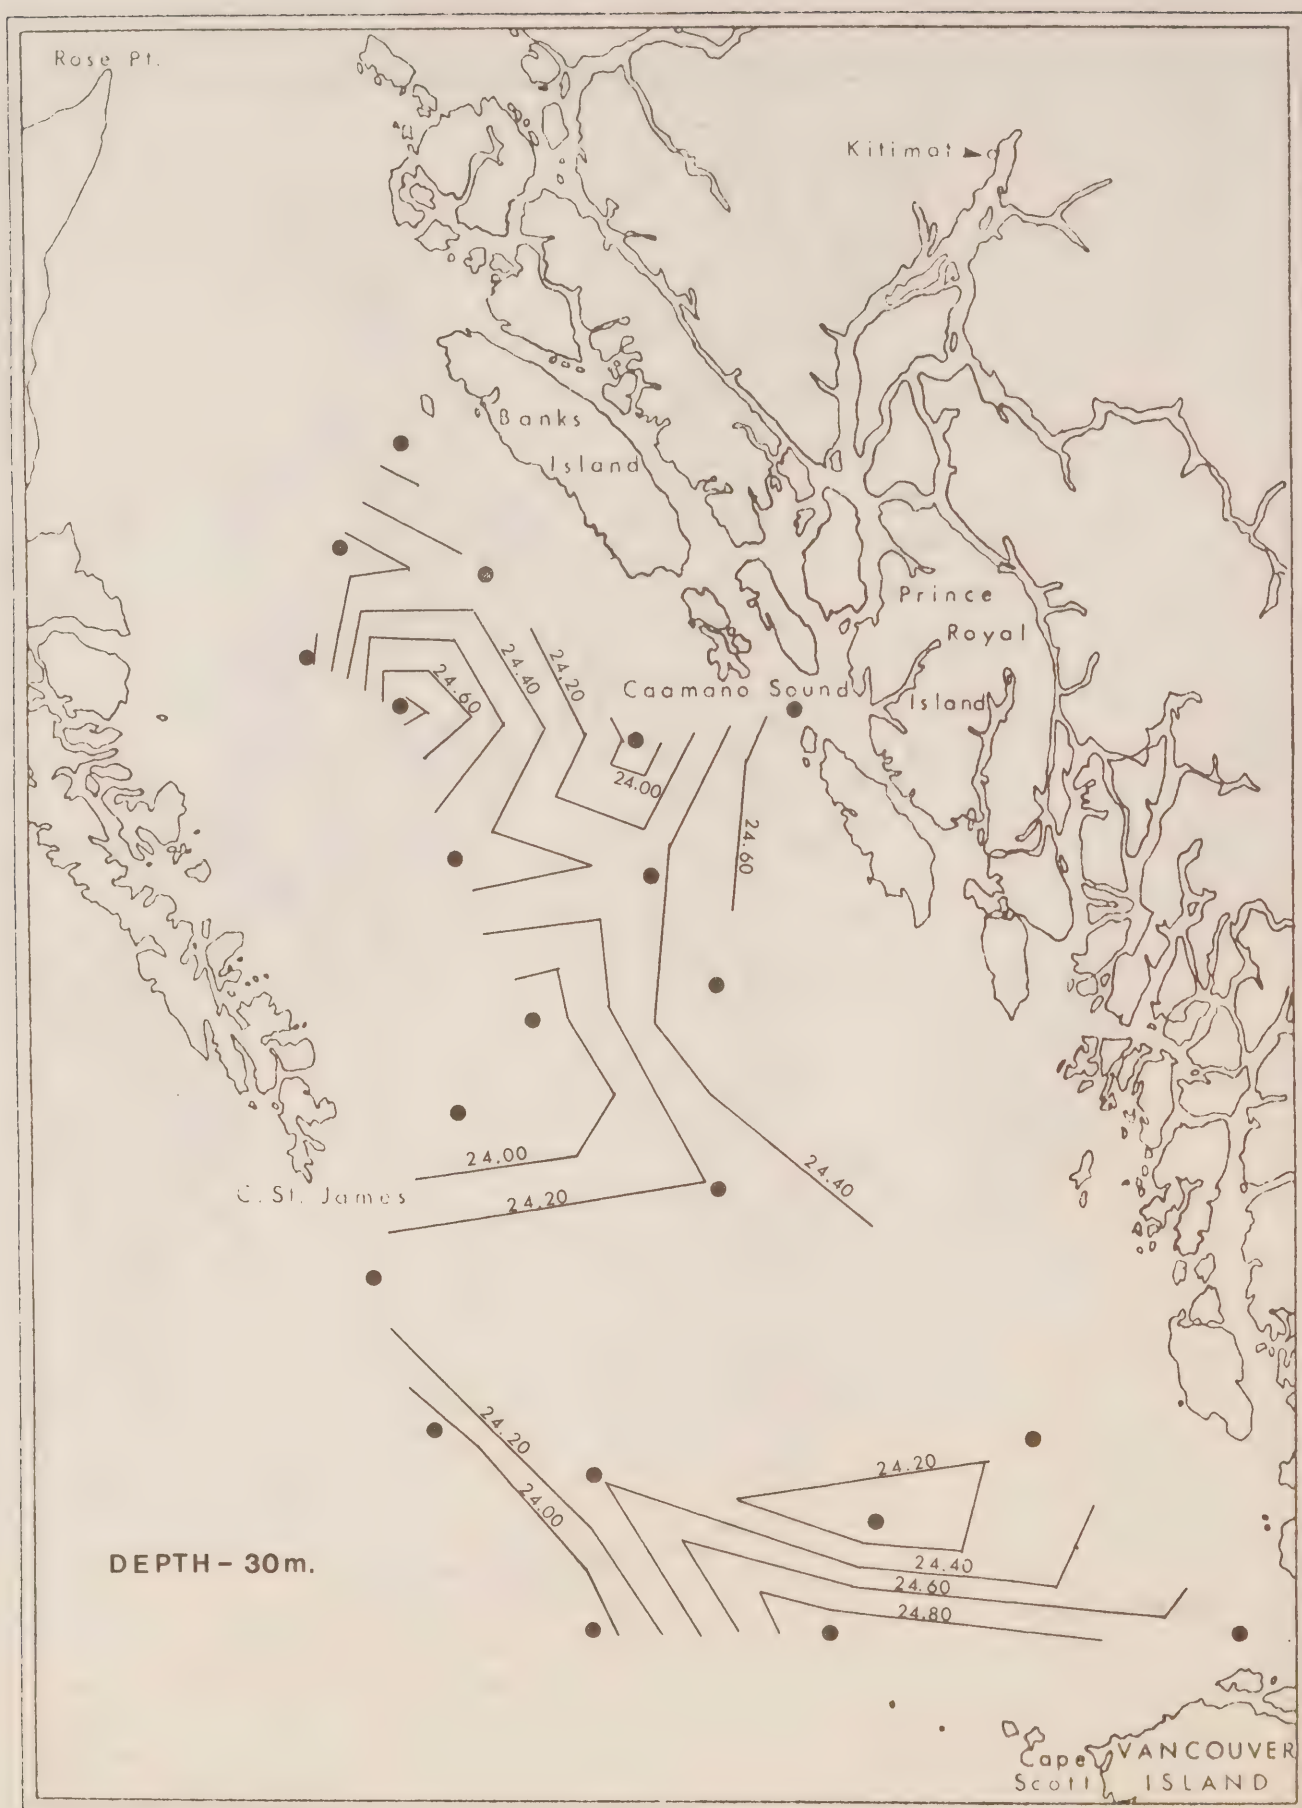 Rose Pt.
Kitimat
Banks
Island
Prince
Royal
Island
Caamano Sound
24.20
24.40
24.60
24.00
24.60
24.00
24.20
24.40
C. St. James
24.20
24.00
24.20
24.40
24.60
24.80
DEPTH - 30m.
Cape
Scott
VANCOUVER
ISLAND